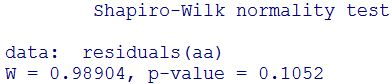 Shapiro-Wilk normality test
data:  residuals(aa)
W = 0.98904, p-value = 0.1052